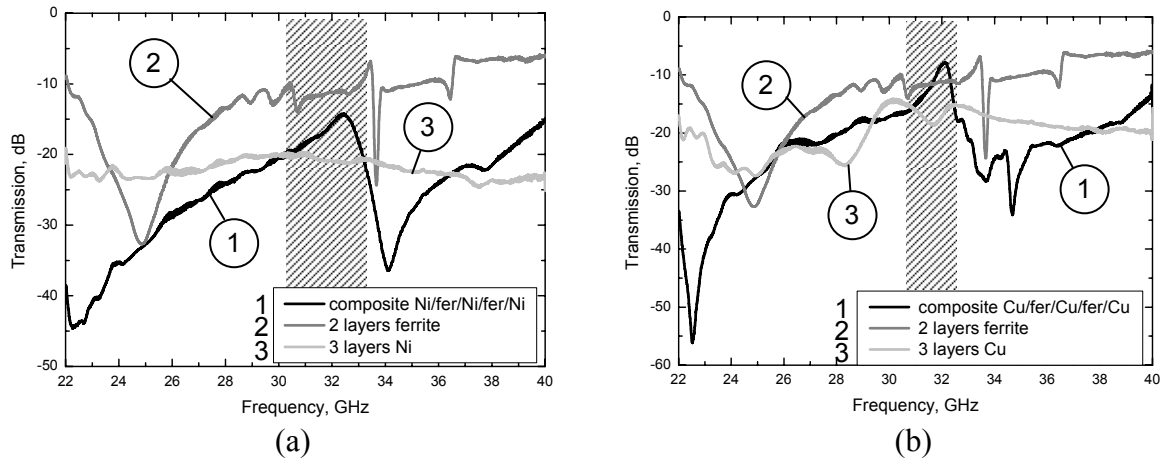 0
-10
-20
-30
-40
-50
Transmission, dB
22 24 26 28 30 32 34 36 38 40
Frequency, GHz
2
3
1
1 composite Ni/fer/Ni/fer/Ni
2 2 layers ferrite
3 3 layers Ni
(a)
0
-10
-20
-30
-40
-50
-60
Transmission, dB
22 24 26 28 30 32 34 36 38 40
Frequency, GHz
2
3
1
1 composite Cu/fer/Cu/fer/Cu
2 2 layers ferrite
3 3 layers Cu
(b)